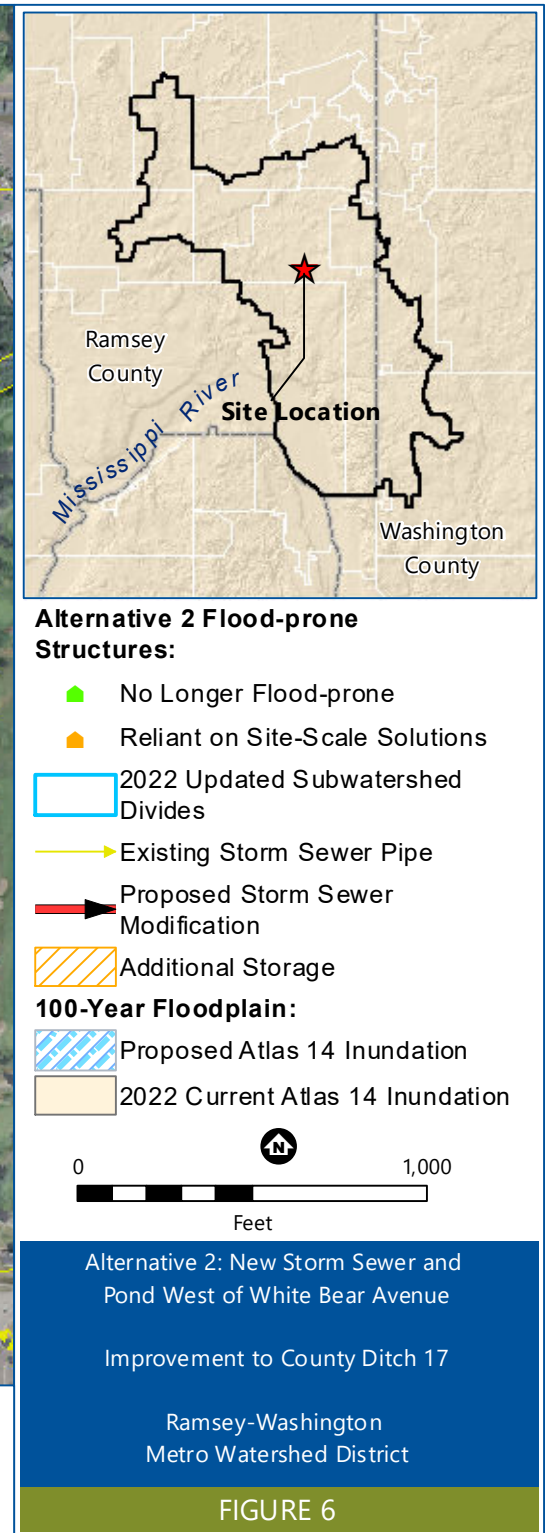 Ramsey
County
Mississippi River
Site Location
Washington
County
Alternative 2 Flood-prone
Structures:
No Longer Flood-prone
Reliant on Site-Scale Solutions
2022 Updated Subwatershed
Divides
Existing Storm Sewer Pipe
Proposed Storm Sewer
Modification
Additional Storage
100-Year Floodplain:
Proposed Atlas 14 Inundation
2022 Current Atlas 14 Inundation
N
0 1,000
Feet
Alternative 2: New Storm Sewer and
Pond West of White Bear Avenue
Improvement to County Ditch 17
Ramsey-Washington
Metro Watershed District
FIGURE 6